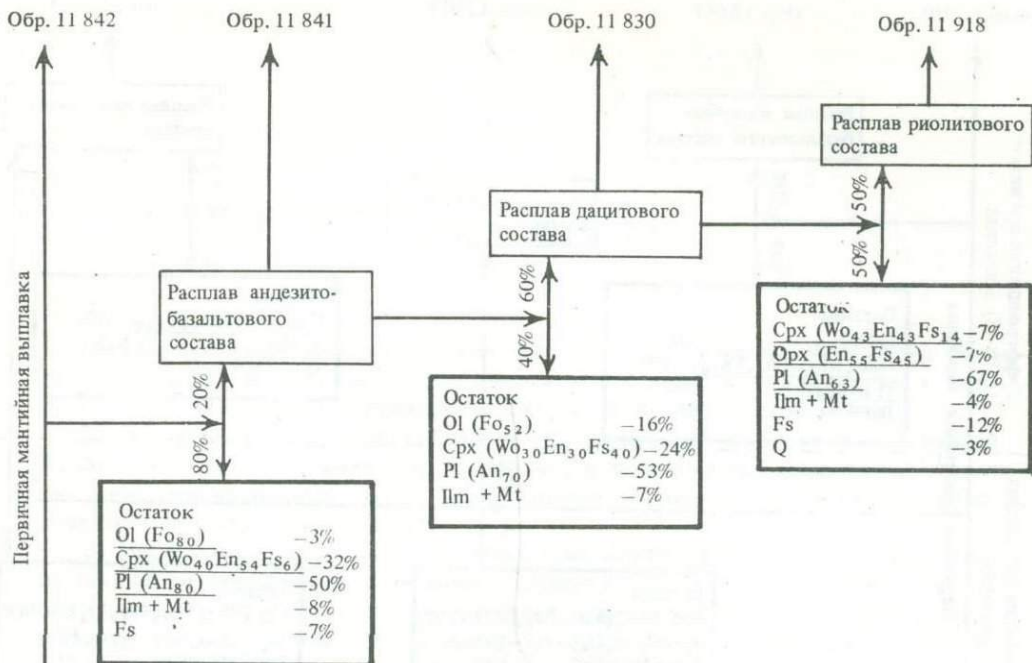 Обр. 11 842
Обр. 11 841
Обр. 11 830
Обр. 11 918
Первичная мантийная выплавка
Расплав андезито-
базальтового
состава
80%
20%
Остаток
Ol (Fo₈₀) –3%
Cpx (Wo₄₀En₅₄Fs₆) –32%
Pl (An₈₀) –50%
Ilm + Mt –8%
Fs –7%
Расплав дацитового
состава
40%
60%
Остаток
Ol (Fo₅₂) –16%
Cpx (Wo₃₀En₃₀Fs₄₀) –24%
Pl (An₇₀) –53%
Ilm + Mt –7%
Расплав риолитового
состава
50%
50%
Остаток
Cpx (Wo₄₃En₄₃Fs₁₄ –7%
Opx (En₅₅Fs₄₅) –7%
Pl (An₆₃) –67%
Ilm + Mt –4%
Fs –12%
Q –3%